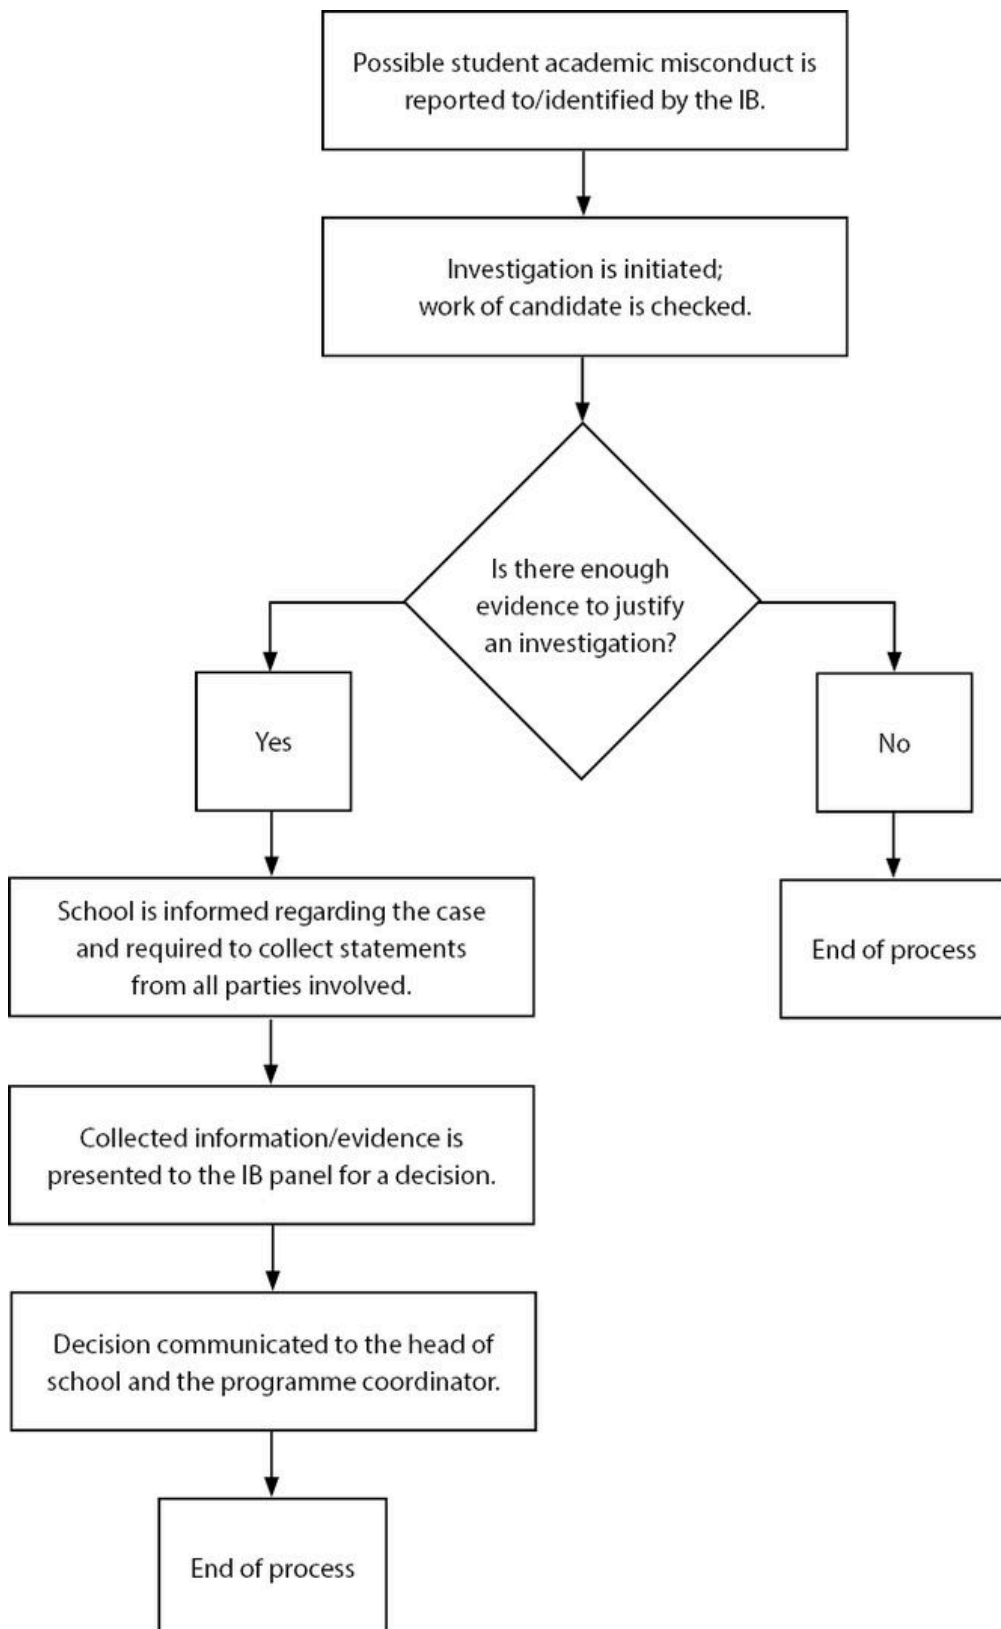 Possible student academic misconduct is
reported to/identified by the IB.
Investigation is initiated;
work of candidate is checked.
Is there enough
evidence to justify
an investigation?
Yes
No
School is informed regarding the case
and required to collect statements
from all parties involved.
End of process
Collected information/evidence is
presented to the IB panel for a decision.
Decision communicated to the head of
school and the programme coordinator.
End of process